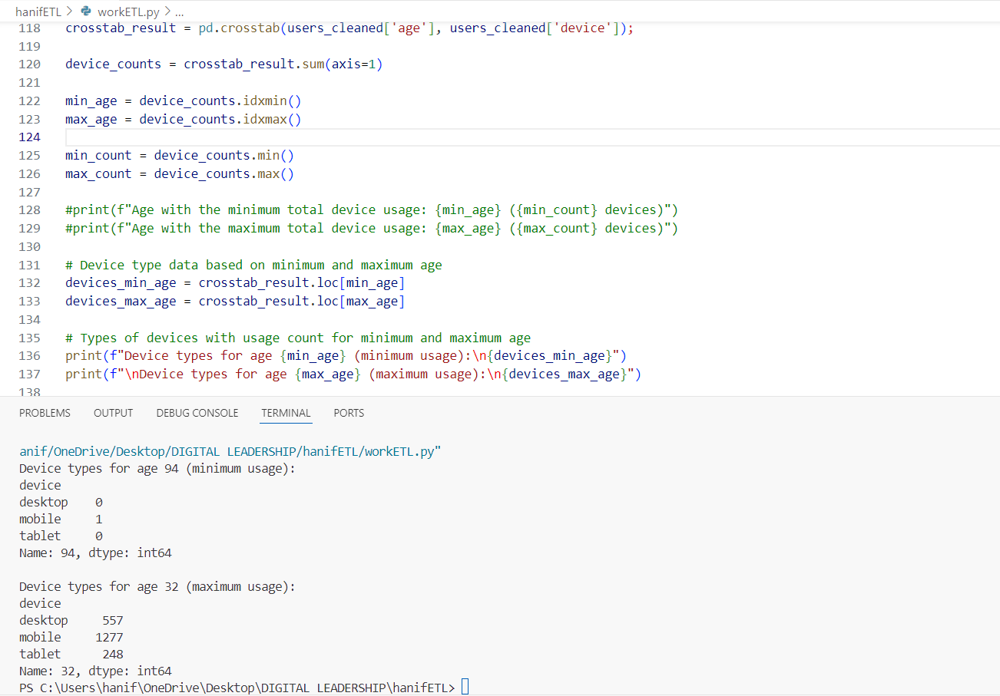 hanifETL > workETL.py > ...
118 crosstab_result = pd.crosstab(users_cleaned['age'], users_cleaned['device']);
119
120 device_counts = crosstab_result.sum(axis=1)
121
122 min_age = device_counts.idxmin()
123 max_age = device_counts.idxmax()
124
125 min_count = device_counts.min()
126 max_count = device_counts.max()
127
128 #print(f"Age with the minimum total device usage: {min_age} ({min_count} devices)")
129 #print(f"Age with the maximum total device usage: {max_age} ({max_count} devices)")
130
131 # Device type data based on minimum and maximum age
132 devices_min_age = crosstab_result.loc[min_age]
133 devices_max_age = crosstab_result.loc[max_age]
134
135 # Types of devices with usage count for minimum and maximum age
136 print(f"Device types for age {min_age} (minimum usage):\n{devices_min_age}")
137 print(f"\nDevice types for age {max_age} (maximum usage):\n{devices_max_age}")
138
PROBLEMS OUTPUT DEBUG CONSOLE TERMINAL PORTS
anif/OneDrive/Desktop/DIGITAL LEADERSHIP/hanifETL/workETL.py"
Device types for age 94 (minimum usage):
device
desktop    0
mobile     1
tablet     0
Name: 94, dtype: int64
Device types for age 32 (maximum usage):
device
desktop     557
mobile     1277
tablet      248
Name: 32, dtype: int64
PS C:\Users\hanif\OneDrive\Desktop\DIGITAL LEADERSHIP\hanifETL>